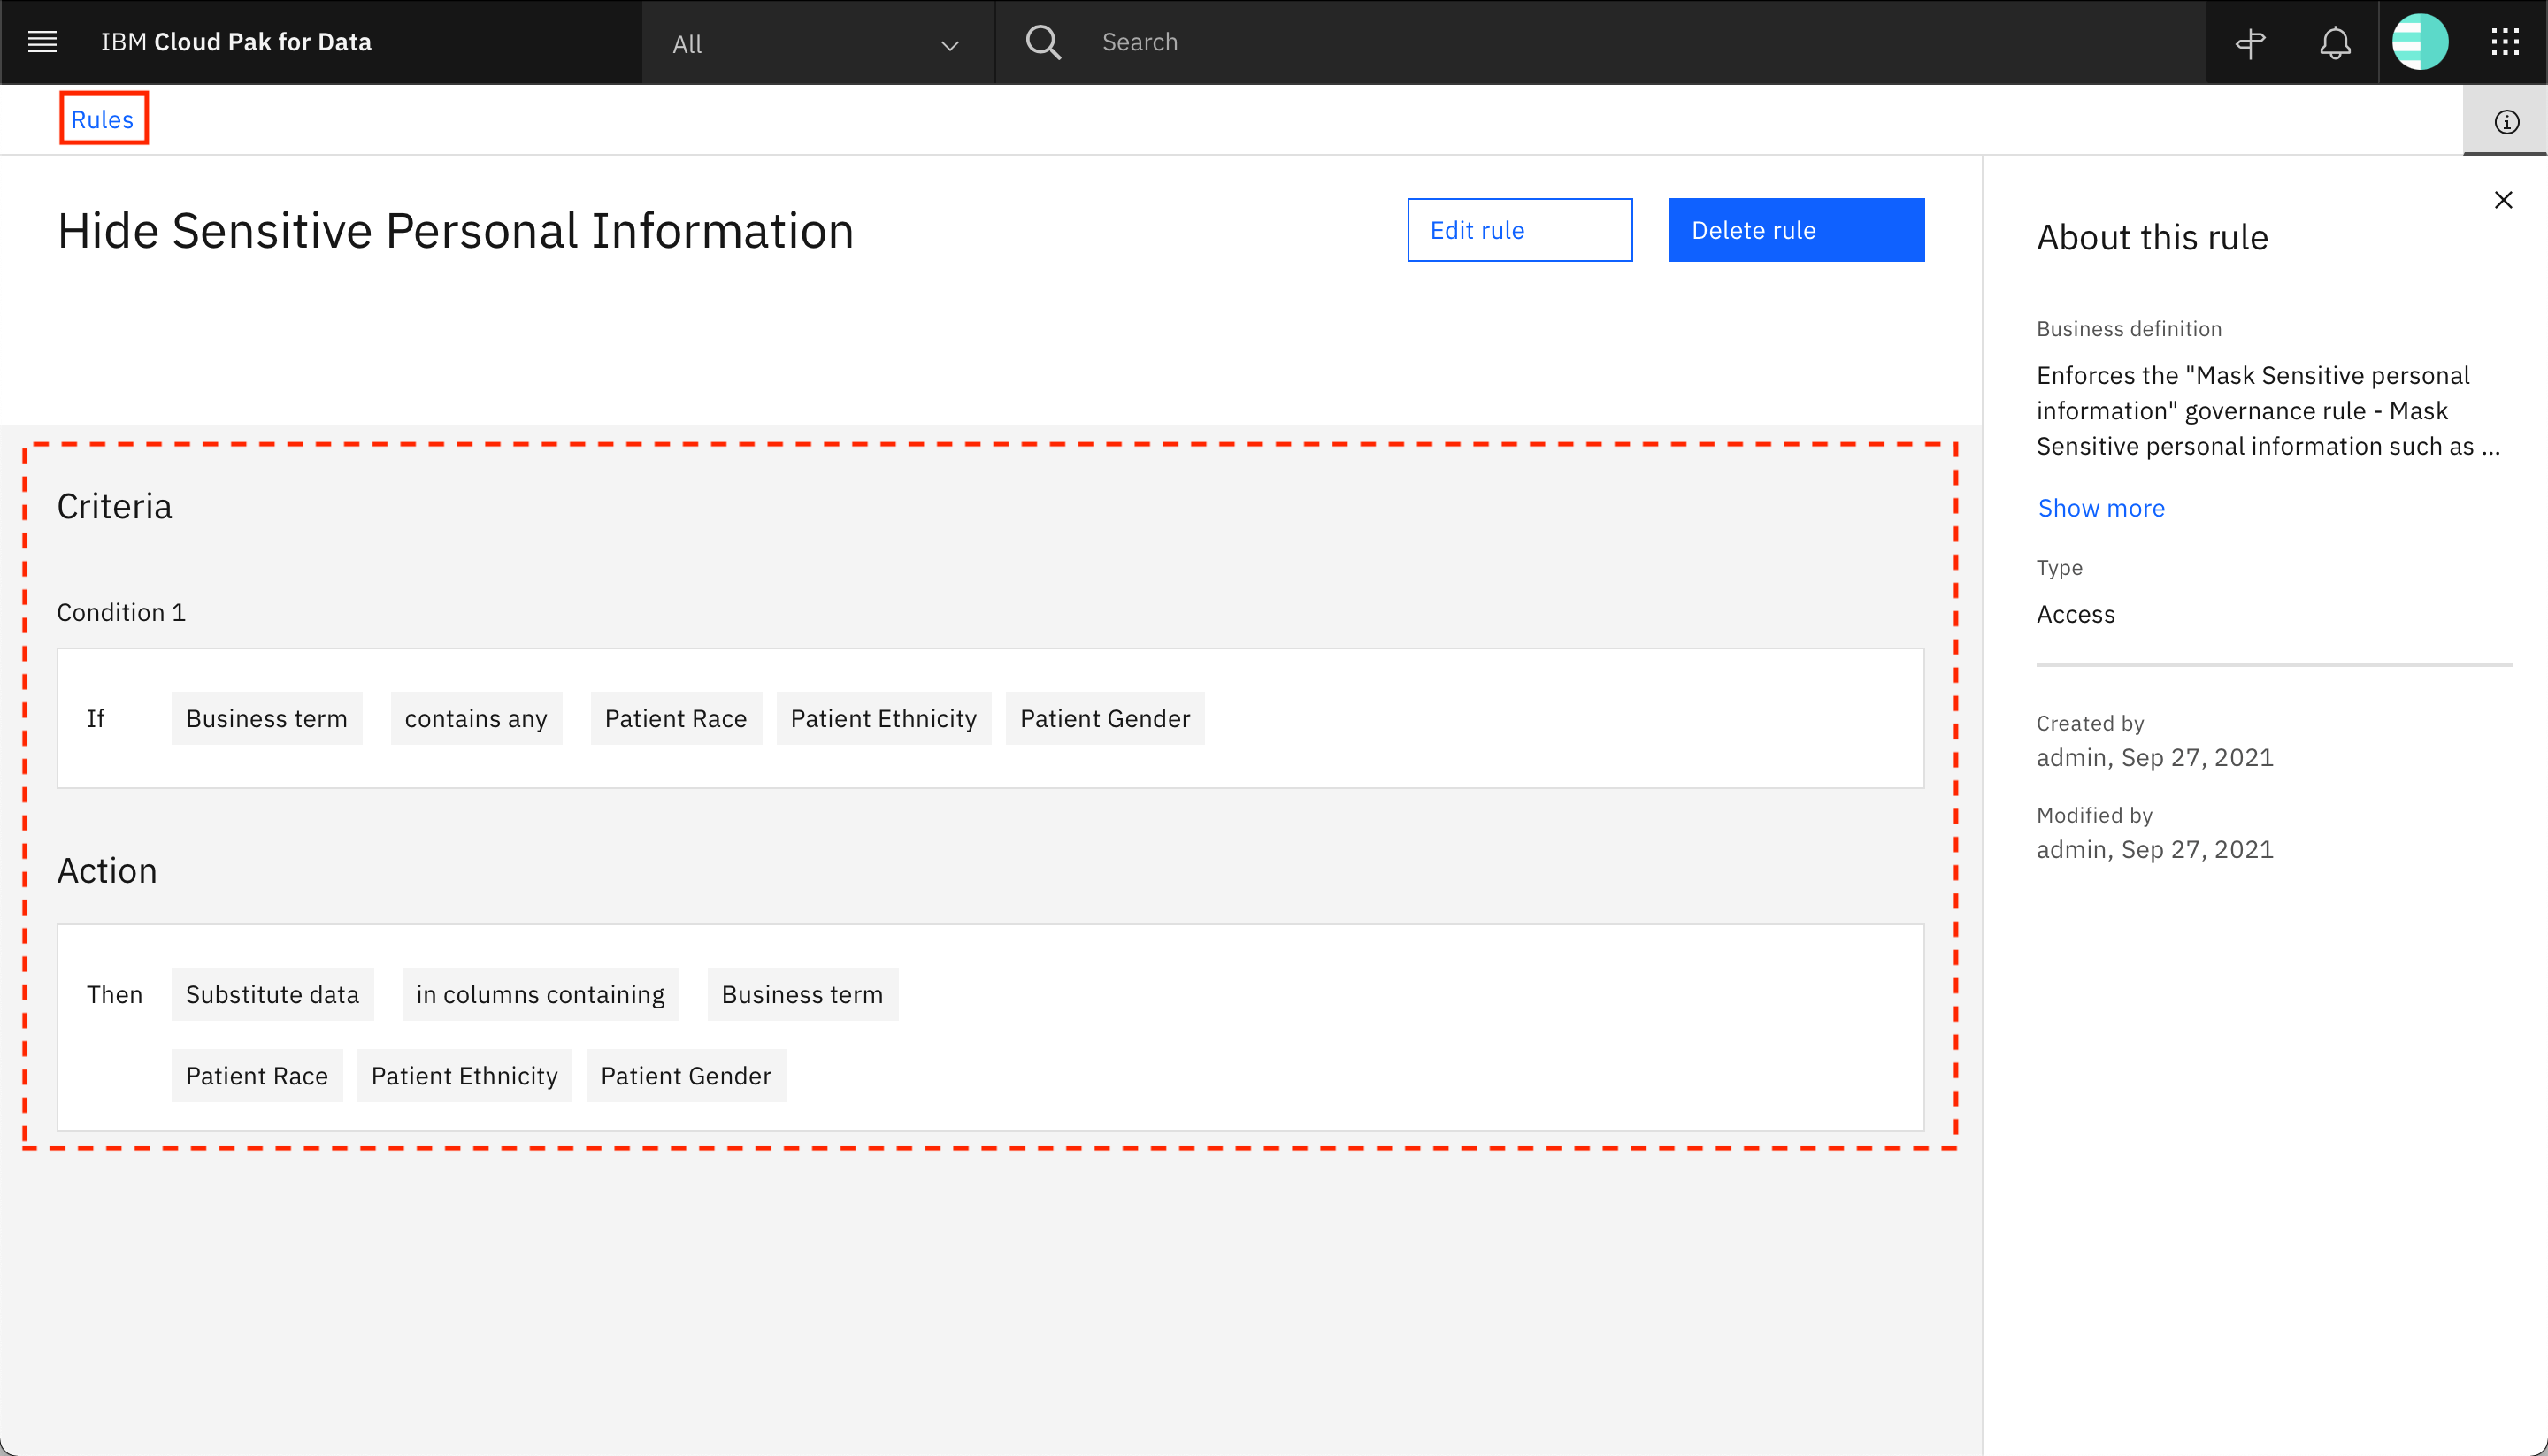 IBM Cloud Pak for Data
All
Search
Rules
Hide Sensitive Personal Information
Edit rule
Delete rule
Criteria
Condition 1
If Business term contains any Patient Race Patient Ethnicity Patient Gender
Action
Then Substitute data in columns containing Business term
Patient Race Patient Ethnicity Patient Gender
About this rule
Business definition
Enforces the "Mask Sensitive personal
information" governance rule - Mask
Sensitive personal information such as ...
Show more
Type
Access
Created by
admin, Sep 27, 2021
Modified by
admin, Sep 27, 2021